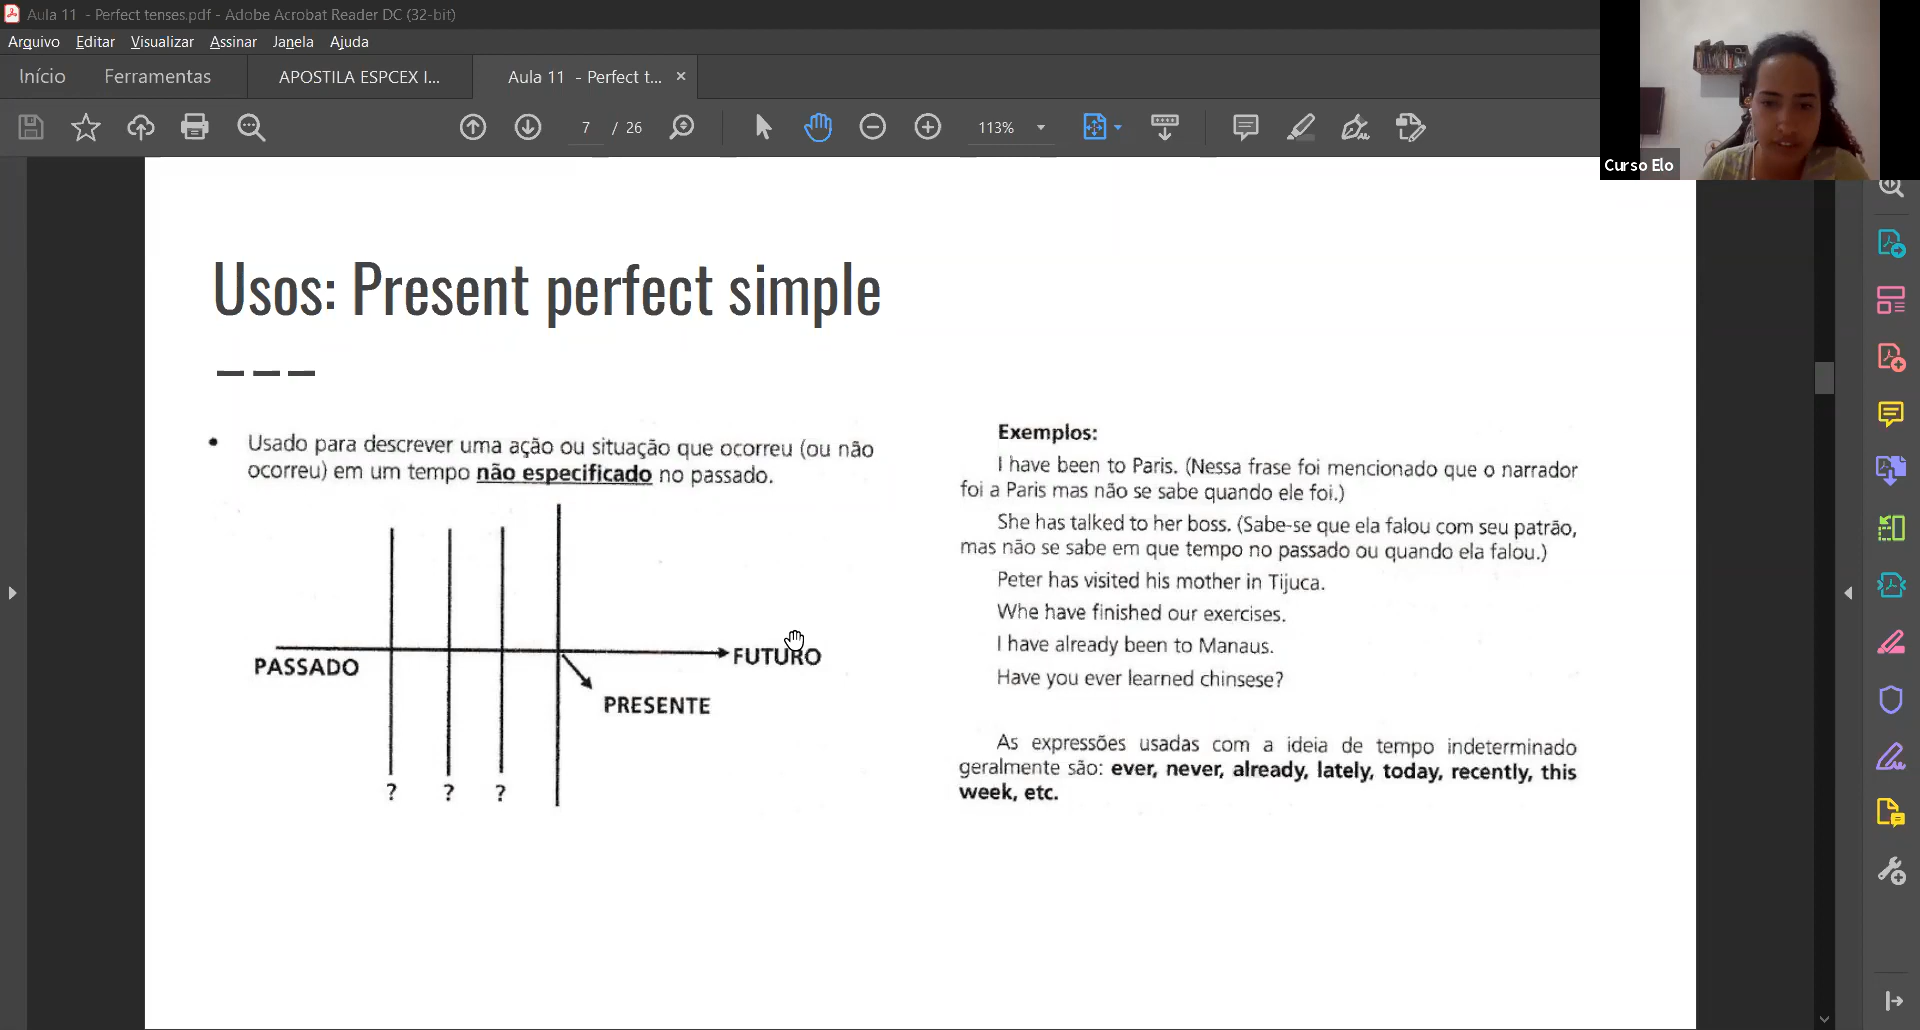 Aula 11  - Perfect tenses.pdf - Adobe Acrobat Reader DC (32-bit)
Arquivo Editar Visualizar Assinar Janela Ajuda
Início Ferramentas APOSTILA ESPCEX I... Aula 11  - Perfect t... ×
7 / 26 113%
Curso Elo
Usos: Present perfect simple
• Usado para descrever uma ação ou situação que ocorreu (ou não
ocorreu) em um tempo não especificado no passado.
PASSADO
FUTURO
PRESENTE
? ? ?
Exemplos:
I have been to Paris. (Nessa frase foi mencionado que o narrador
foi a Paris mas não se sabe quando ele foi.)
She has talked to her boss. (Sabe-se que ela falou com seu patrão,
mas não se sabe em que tempo no passado ou quando ela falou.)
Peter has visited his mother in Tijuca.
Whe have finished our exercises.
I have already been to Manaus.
Have you ever learned chinsese?
As expressões usadas com a ideia de tempo indeterminado
geralmente são: ever, never, already, lately, today, recently, this
week, etc.